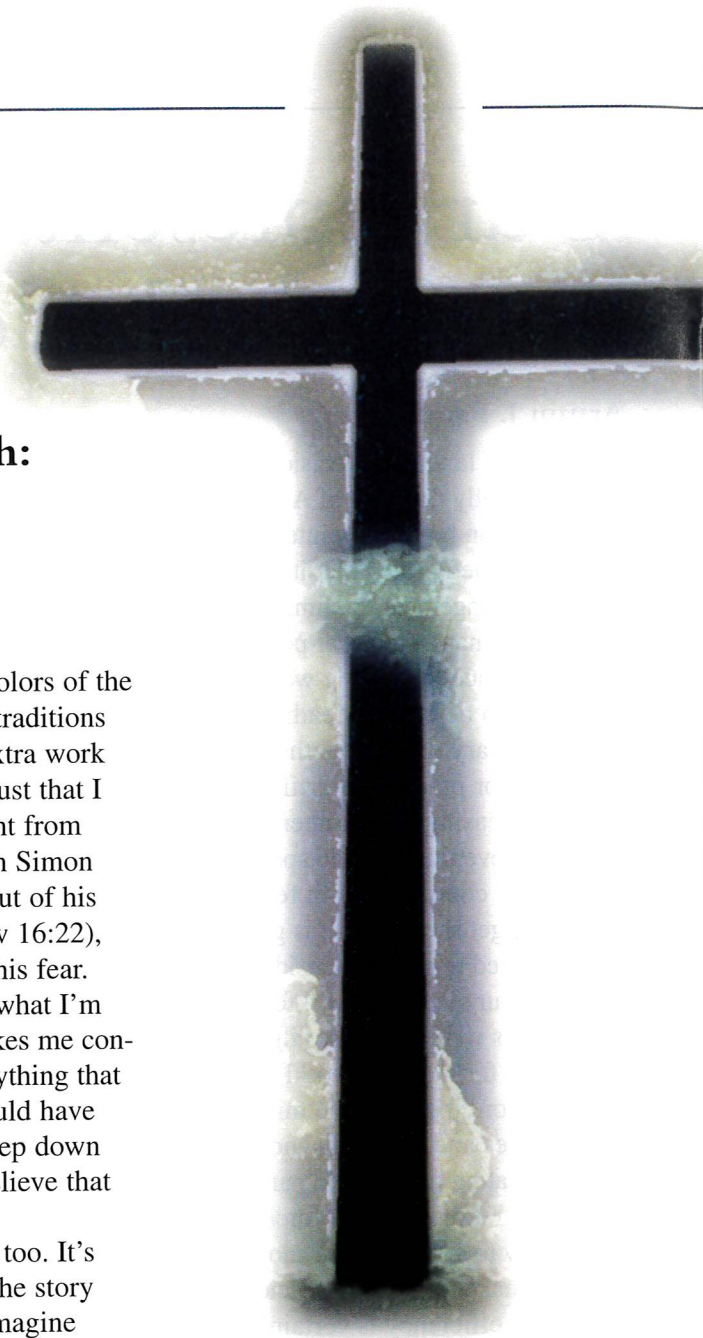 h:
olors of the
traditions
xtra work
ust that I
nt from
n Simon
ut of his
w 16:22),
his fear.
what I'm
kes me con-
ything that
uld have
ep down
lieve that
too. It's
he story
magine